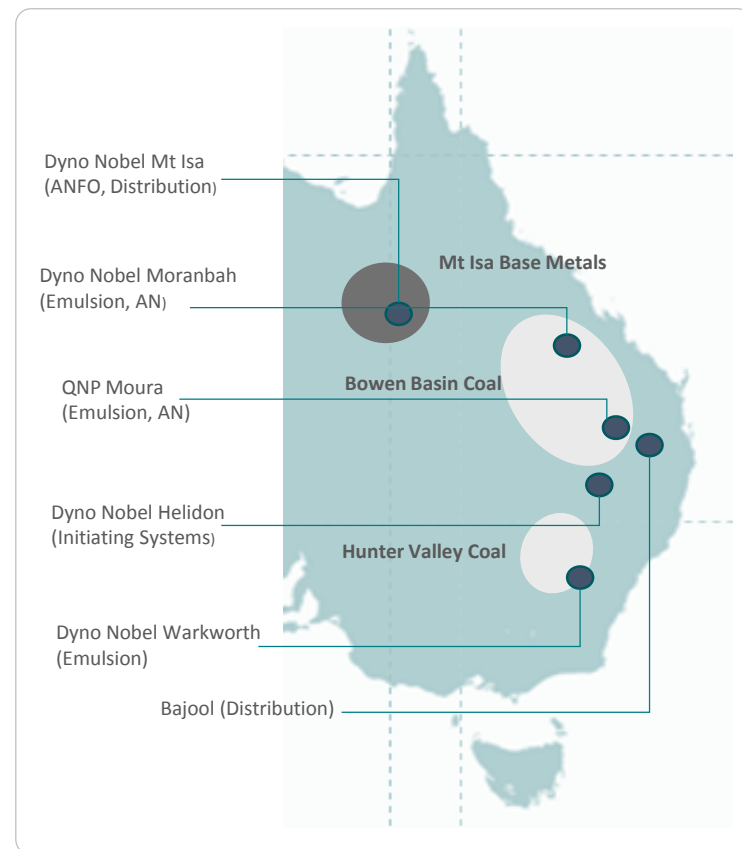 Dyno Nobel Mt Isa
(ANFO, Distribution)
Mt Isa Base Metals
Dyno Nobel Moranbah
(Emulsion, AN)
Bowen Basin Coal
QNP Moura
(Emulsion, AN)
Dyno Nobel Helidon
(Initiating Systems)
Hunter Valley Coal
Dyno Nobel Warkworth
(Emulsion)
Bajool (Distribution)